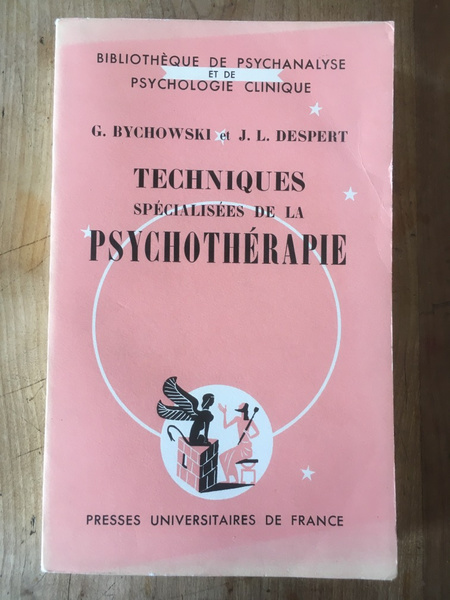 BIBLIOTHÈQUE DE PSYCHANALYSE
ET DE
PSYCHOLOGIE CLINIQUE
G. BYCHOWSKI et J. L. DESPERT
TECHNIQUES
SPÉCIALISÉES DE LA
PSYCHOTHÉRAPIE
PRESSES UNIVERSITAIRES DE FRANCE